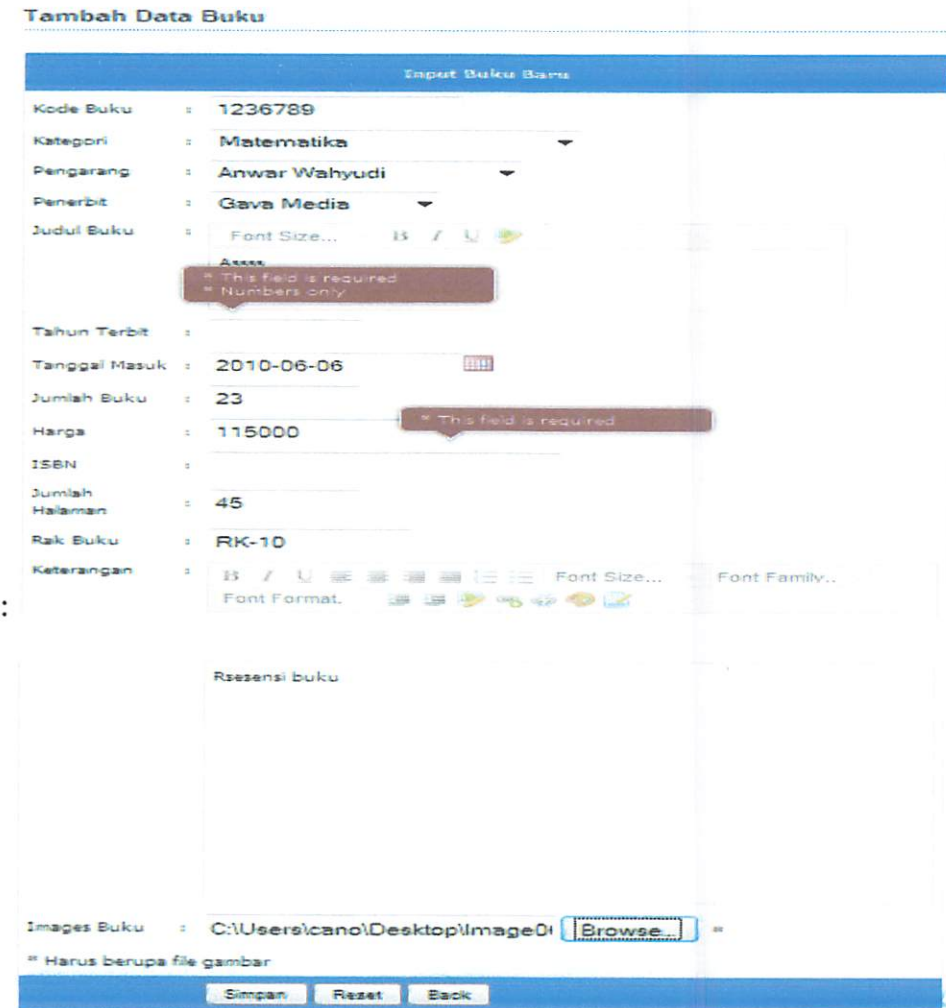 Tambah Data Buku
Input Buku Baru
Kode Buku : 1236789
Kategori : Matematika
Pengarang : Anwar Wahyudi
Penerbit : Gava Media
Judul Buku : Font Size... B I U
* This field is required
* Numbers only
Tahun Terbit :
Tanggal Masuk : 2010-06-06
Jumlah Buku : 23
* This field is required
Harga : 115000
ISBN :
Jumlah
Halaman : 45
Rak Buku : RK-10
Keterangan : B I U Font Size... Font Family..
Font Format.
:
Rsesensi buku
Images Buku : C:\Users\cano\Desktop\Image0 Browse... *
* Harus berupa file gambar
Simpan Reset Back